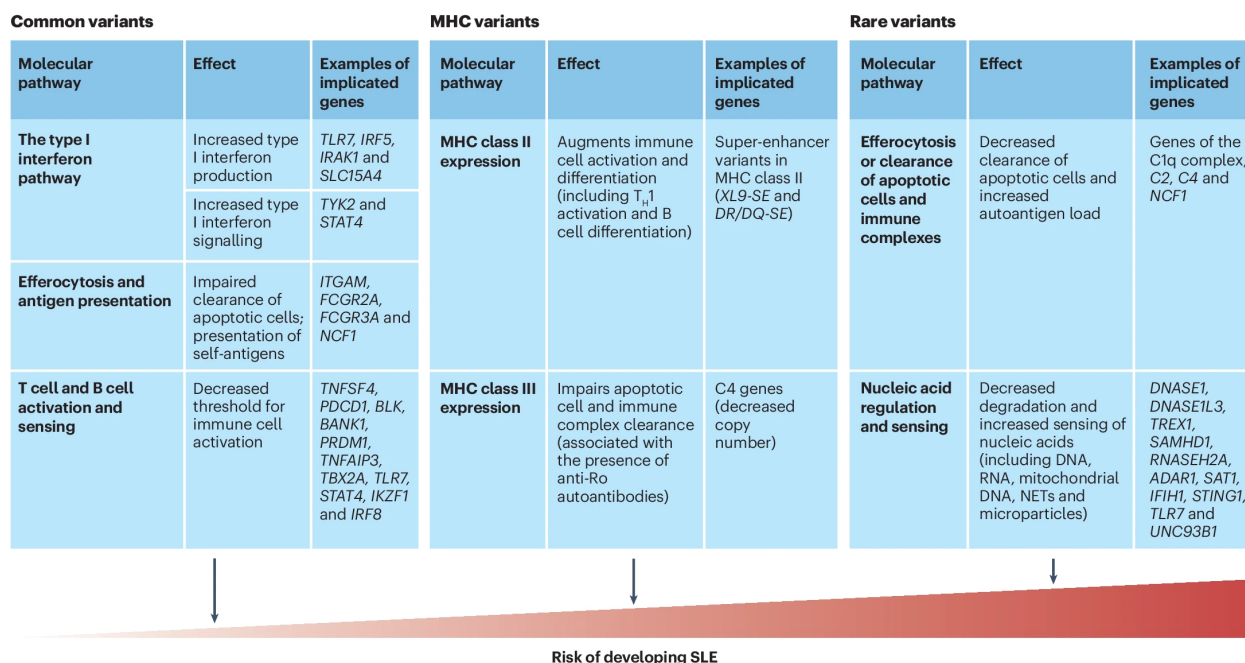 Common variants
Molecular
pathway
Effect
Examples of
implicated
genes
The type I
interferon
pathway
Increased type
I interferon
production
TLR7, IRF5,
IRAK1 and
SLC15A4
Increased type
I interferon
signalling
TYK2 and
STAT4
Efferocytosis and
antigen presentation
Impaired
clearance of
apoptotic cells;
presentation of
self-antigens
ITGAM,
FCGR2A,
FCGR3A and
NCF1
T cell and B cell
activation and
sensing
Decreased
threshold for
immune cell
activation
TNFSF4,
PDCD1, BLK,
BANK1,
PRDM1,
TNFAIP3,
TBX2A, TLR7,
STAT4, IKZF1
and IRF8
MHC variants
Molecular
pathway
Effect
Examples of
implicated
genes
MHC class II
expression
Augments immune
cell activation and
differentiation
(including TH1
activation and B
cell differentiation)
Super-enhancer
variants in
MHC class II
(XL9-SE and
DR/DQ-SE)
MHC class III
expression
Impairs apoptotic
cell and immune
complex clearance
(associated with
the presence of
anti-Ro
autoantibodies)
C4 genes
(decreased
copy
number)
Rare variants
Molecular
pathway
Effect
Examples of
implicated
genes
Efferocytosis
or clearance
of apoptotic
cells and
immune
complexes
Decreased
clearance of
apoptotic cells and
increased
autoantigen load
Genes of the
C1q complex,
C2, C4 and
NCF1
Nucleic acid
regulation
and sensing
Decreased
degradation and
increased sensing of
nucleic acids
(including DNA,
RNA, mitochondrial
DNA, NETs and
microparticles)
DNASE1,
DNASE1L3,
TREX1,
SAMHD1,
RNASEH2A,
ADAR1, SAT1,
IFIH1, STING1,
TLR7 and
UNC93B1
Risk of developing SLE